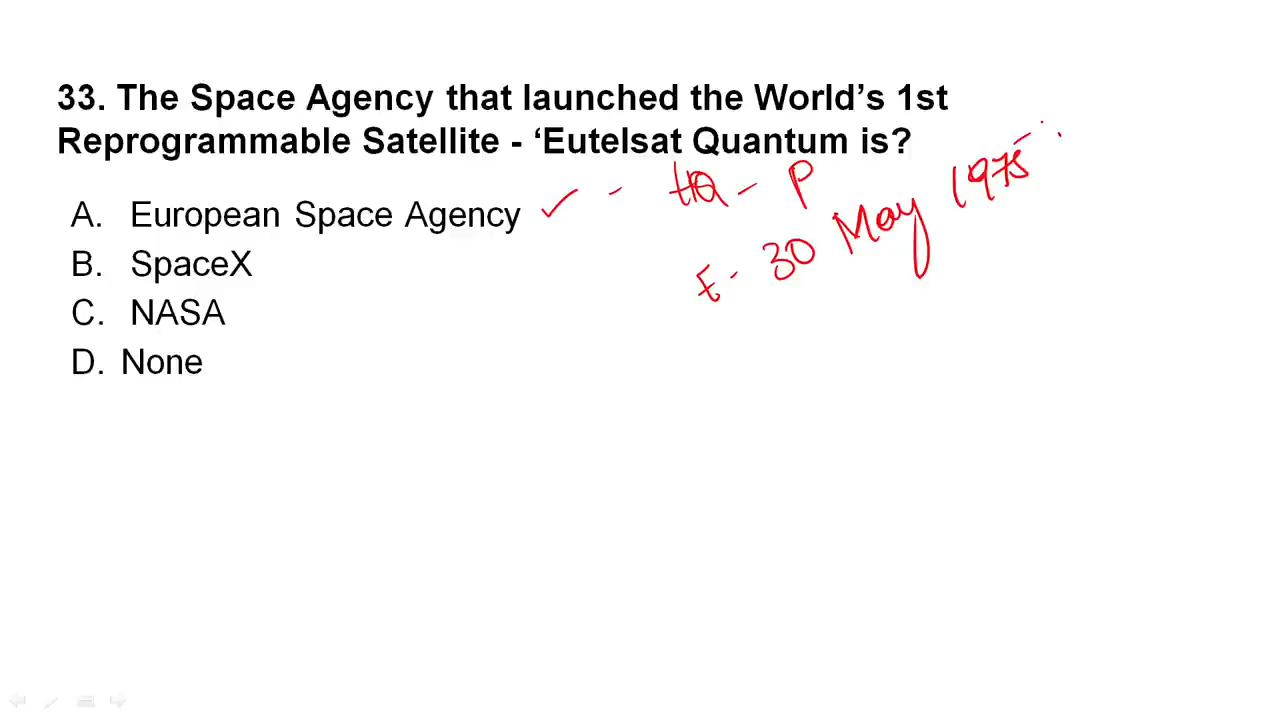 33. The Space Agency that launched the World's 1st
Reprogrammable Satellite - ‘Eutelsat Quantum is?
A. European Space Agency
- HQ - P
E - 30 May 1975
B. SpaceX
C. NASA
D. None